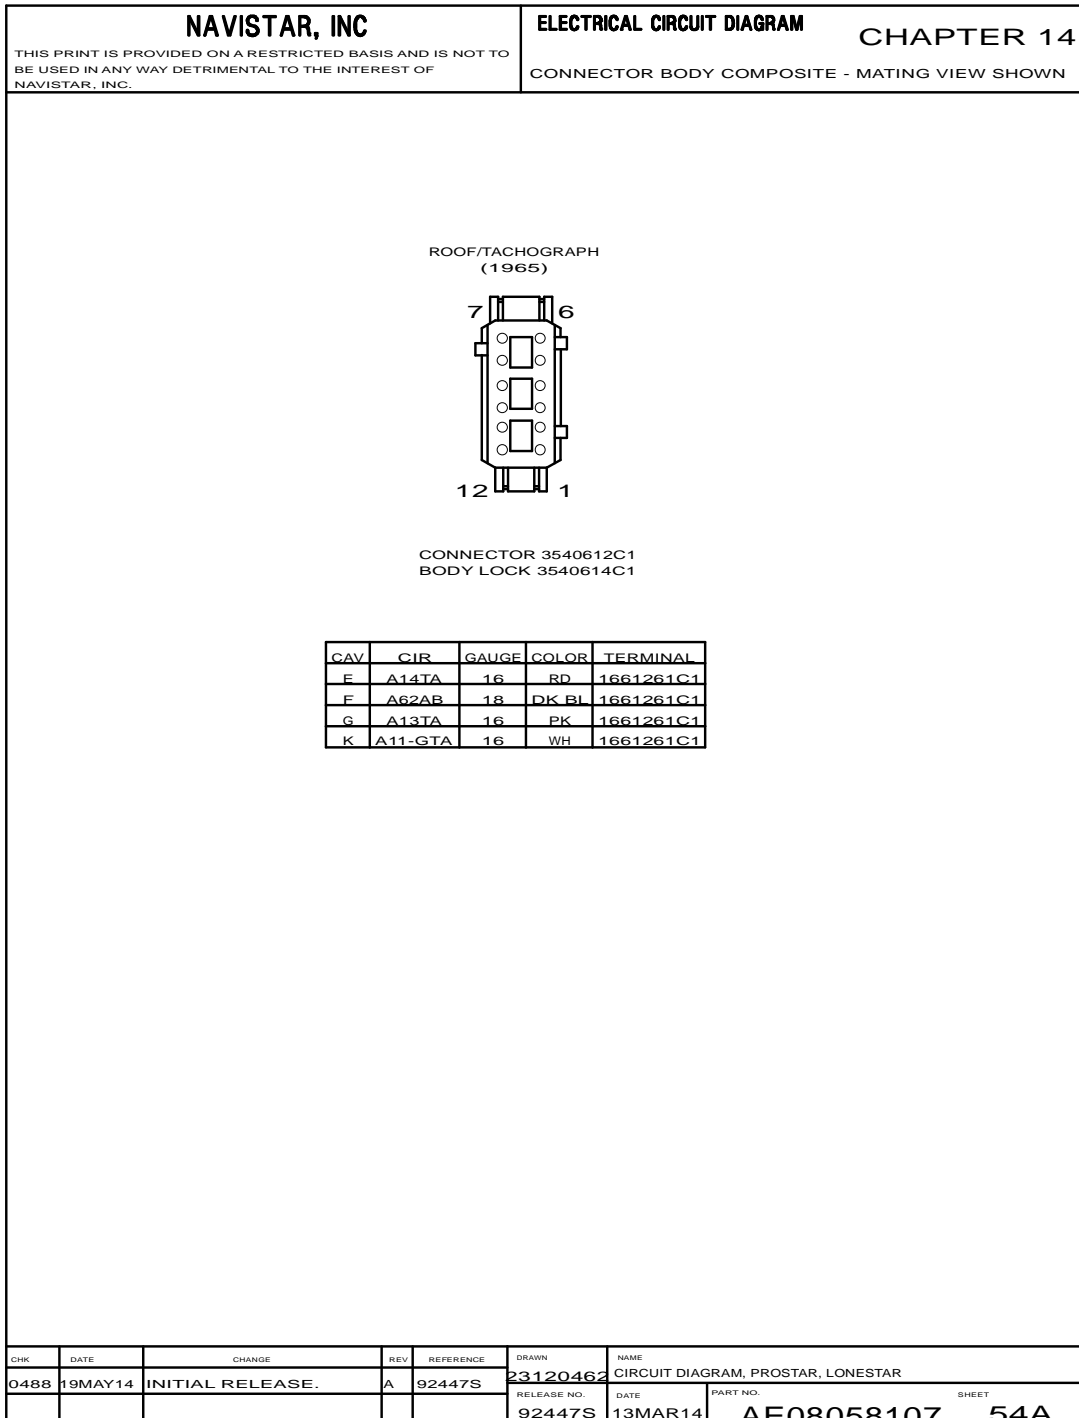 NAVISTAR, INC
THIS PRINT IS PROVIDED ON A RESTRICTED BASIS AND IS NOT TO
BE USED IN ANY WAY DETRIMENTAL TO THE INTEREST OF
NAVISTAR, INC.
ELECTRICAL CIRCUIT DIAGRAM
CHAPTER 14
CONNECTOR BODY COMPOSITE - MATING VIEW SHOWN
ROOF/TACHOGRAPH
(1965)
7 6
12 1
CONNECTOR 3540612C1
BODY LOCK 3540614C1
CAV CIR GAUGE COLOR TERMINAL
E A14TA 16 RD 1661261C1
F A62AB 18 DK BL 1661261C1
G A13TA 16 PK 1661261C1
K A11-GTA 16 WH 1661261C1
CHK DATE CHANGE REV REFERENCE
0488 19MAY14 INITIAL RELEASE. A 92447S
DRAWN
23120462
NAME
CIRCUIT DIAGRAM, PROSTAR, LONESTAR
RELEASE NO. DATE PART NO. SHEET
92447S 13MAR14 AE08058107 54A